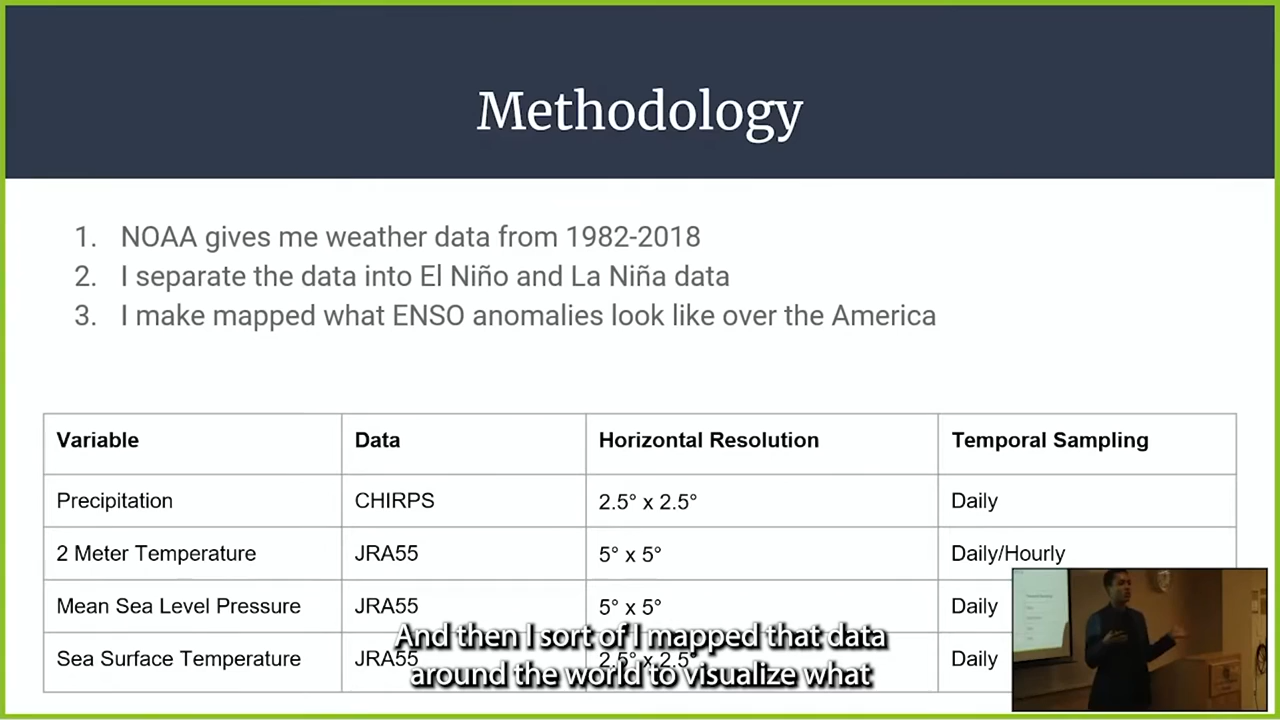 Methodology
1. NOAA gives me weather data from 1982-2018
2. I separate the data into El Niño and La Niña data
3. I make mapped what ENSO anomalies look like over the America
Variable Data Horizontal Resolution Temporal Sampling
Precipitation CHIRPS 2.5° x 2.5° Daily
2 Meter Temperature JRA55 5° x 5° Daily/Hourly
Mean Sea Level Pressure JRA55 5° x 5° Daily
Sea Surface Temperature JRA55 2.5° x 2.5° Daily
And then I sort of I mapped that data
around the world to visualize what